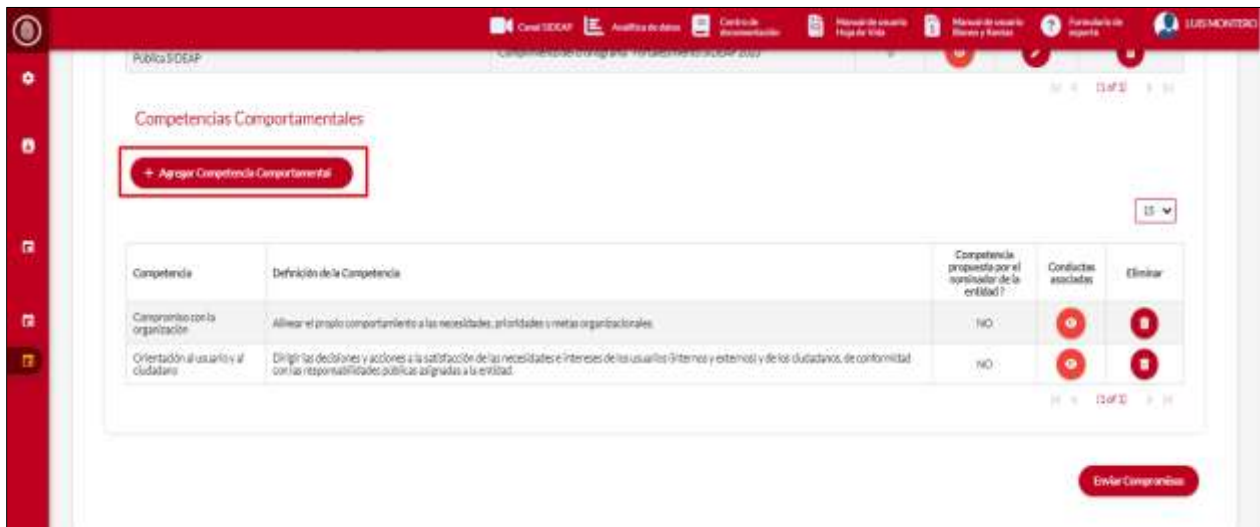 Canal SIDEAP
Analítica de datos
Centro de
documentación
Manual de usuario
Hoja de Vida
Manual de usuario
Bienes y Rentas
Formulario de
soporte
LUIS MONTERO
Pública SIDEAP
(1 of 1)
Competencias Comportamentales
+ Agregar Competencia Comportamental
15
Competencia
Definición de la Competencia
Competencia
propuesta por el
nominador de la
entidad ?
Conductas
asociadas
Eliminar
Compromiso con la
organización
Alinear el propio comportamiento a las necesidades, prioridades y metas organizacionales.
NO
Orientación al usuario y al
ciudadano
Dirigir las decisiones y acciones a la satisfacción de las necesidades e intereses de los usuarios (internos y externos) y de los ciudadanos, de conformidad
con las responsabilidades públicas asignadas a la entidad.
NO
(1 of 1)
Enviar Compromisos